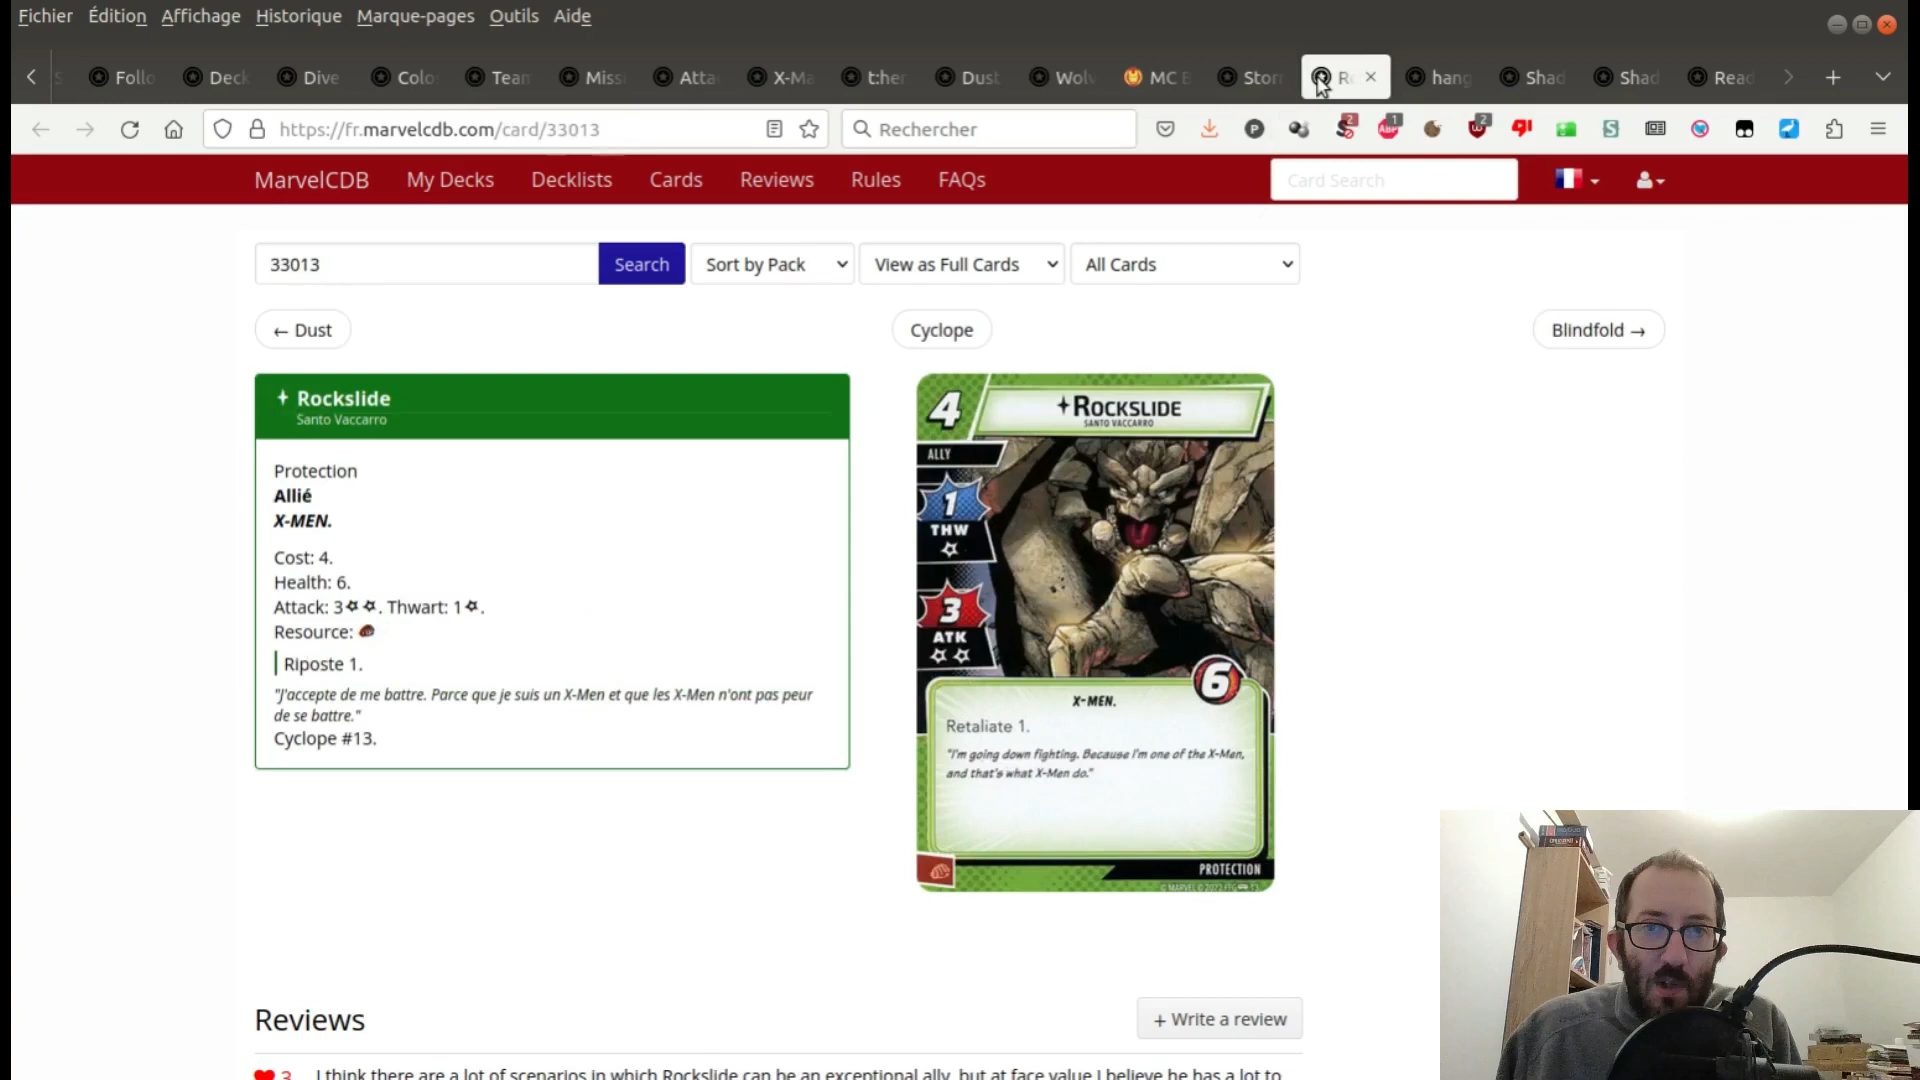 Fichier Édition Affichage Historique Marque-pages Outils Aide
Follo Deck Dive Colo Team Miss Atta X-Ma t:her Dust Wolv MC E Storr Ro hang Shad Shad Read
https://fr.marvelcdb.com/card/33013
Rechercher
MarvelCDB My Decks Decklists Cards Reviews Rules FAQs
Card Search
33013
Search
Sort by Pack
View as Full Cards
All Cards
← Dust
Cyclope
Blindfold →
Rockslide
Santo Vaccarro
Protection
Allié
X-MEN.
Cost: 4.
Health: 6.
Attack: 3. Thwart: 1.
Resource:
Riposte 1.
"J'accepte de me battre. Parce que je suis un X-Men et que les X-Men n'ont pas peur
de se battre."
Cyclope #13.
4
ROCKSLIDE
SANTO VACCARRO
ALLY
1
THW
3
ATK
6
X-MEN.
Retaliate 1.
"I'm going down fighting. Because I'm one of the X-Men,
and that's what X-Men do."
PROTECTION
Reviews
+ Write a review
3
I think there are a lot of scenarios in which Rockslide can be an exceptional ally, but at face value I believe he has a lot to